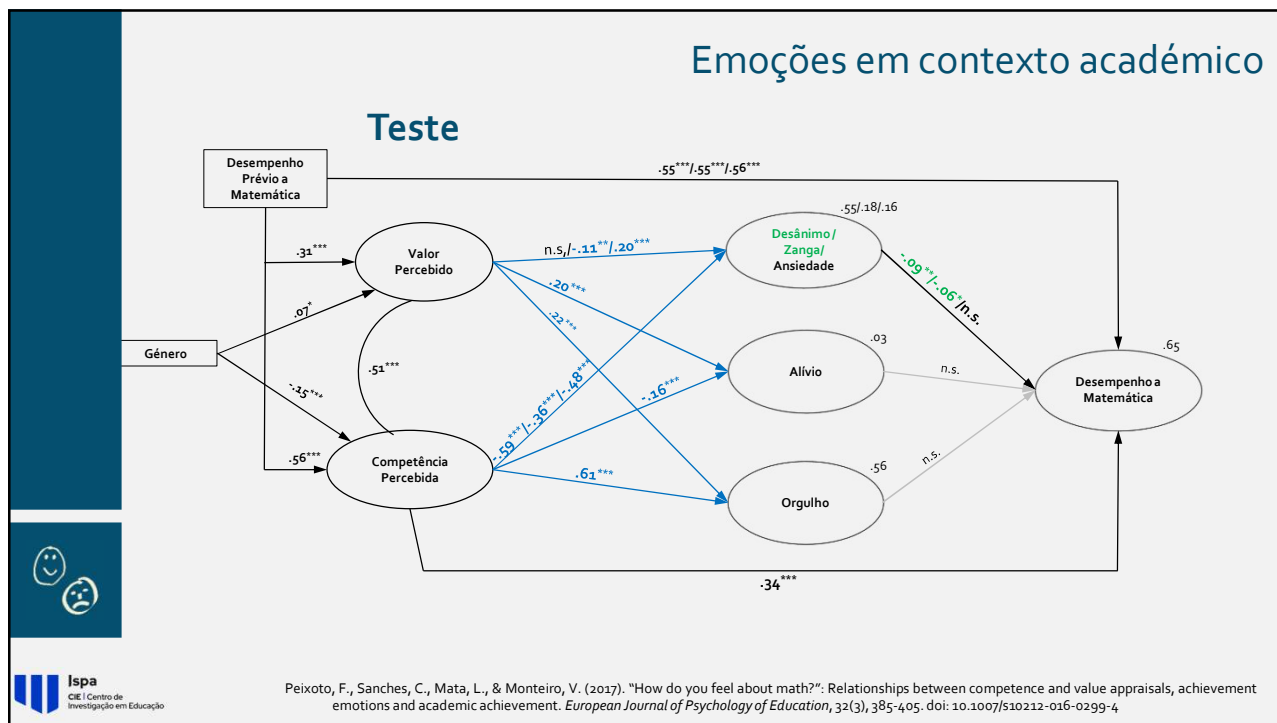 Emoções em contexto académico
Teste
Desempenho
Prévio a
Matemática
.55***/.55***/.56***
.55/.18/.16
.31***
Valor
Percebido
n.s,/-.11**/.20***
Desânimo /
Zanga/
Ansiedade
-.09**/-.06*/n.s.
.20***
.22***
.07*
Género
.51***
-.15***
-.59***/-.36***/-.48***
-.16***
.03
Alívio
n.s.
.65
Desempenho a
Matemática
.56***
Competência
Percebida
.61***
.56
Orgulho
n.s.
.34***
Ispa
CIE | Centro de
Investigação em Educação
Peixoto, F., Sanches, C., Mata, L., & Monteiro, V. (2017). "How do you feel about math?": Relationships between competence and value appraisals, achievement
emotions and academic achievement. European Journal of Psychology of Education, 32(3), 385-405. doi: 10.1007/s10212-016-0299-4